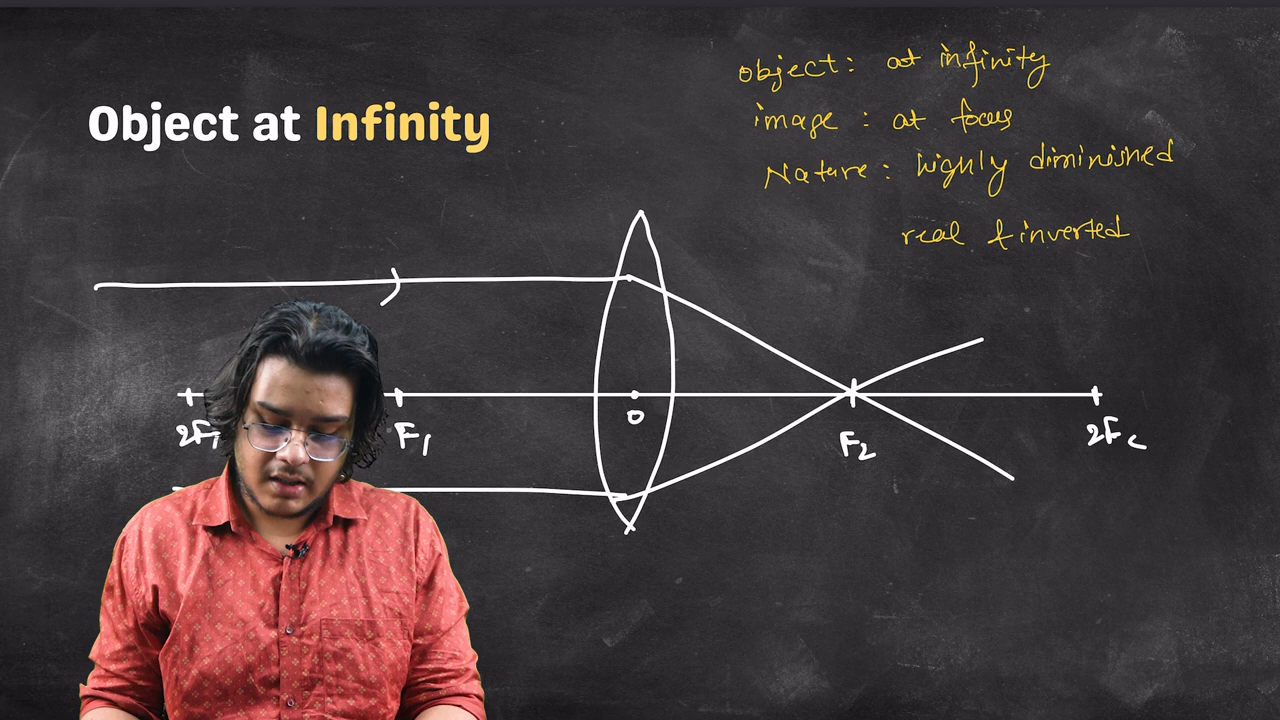 Object at Infinity
object: at infinity
image: at focus
Nature: highly diminished
real & inverted
2F1
F1
O
F2
2F2